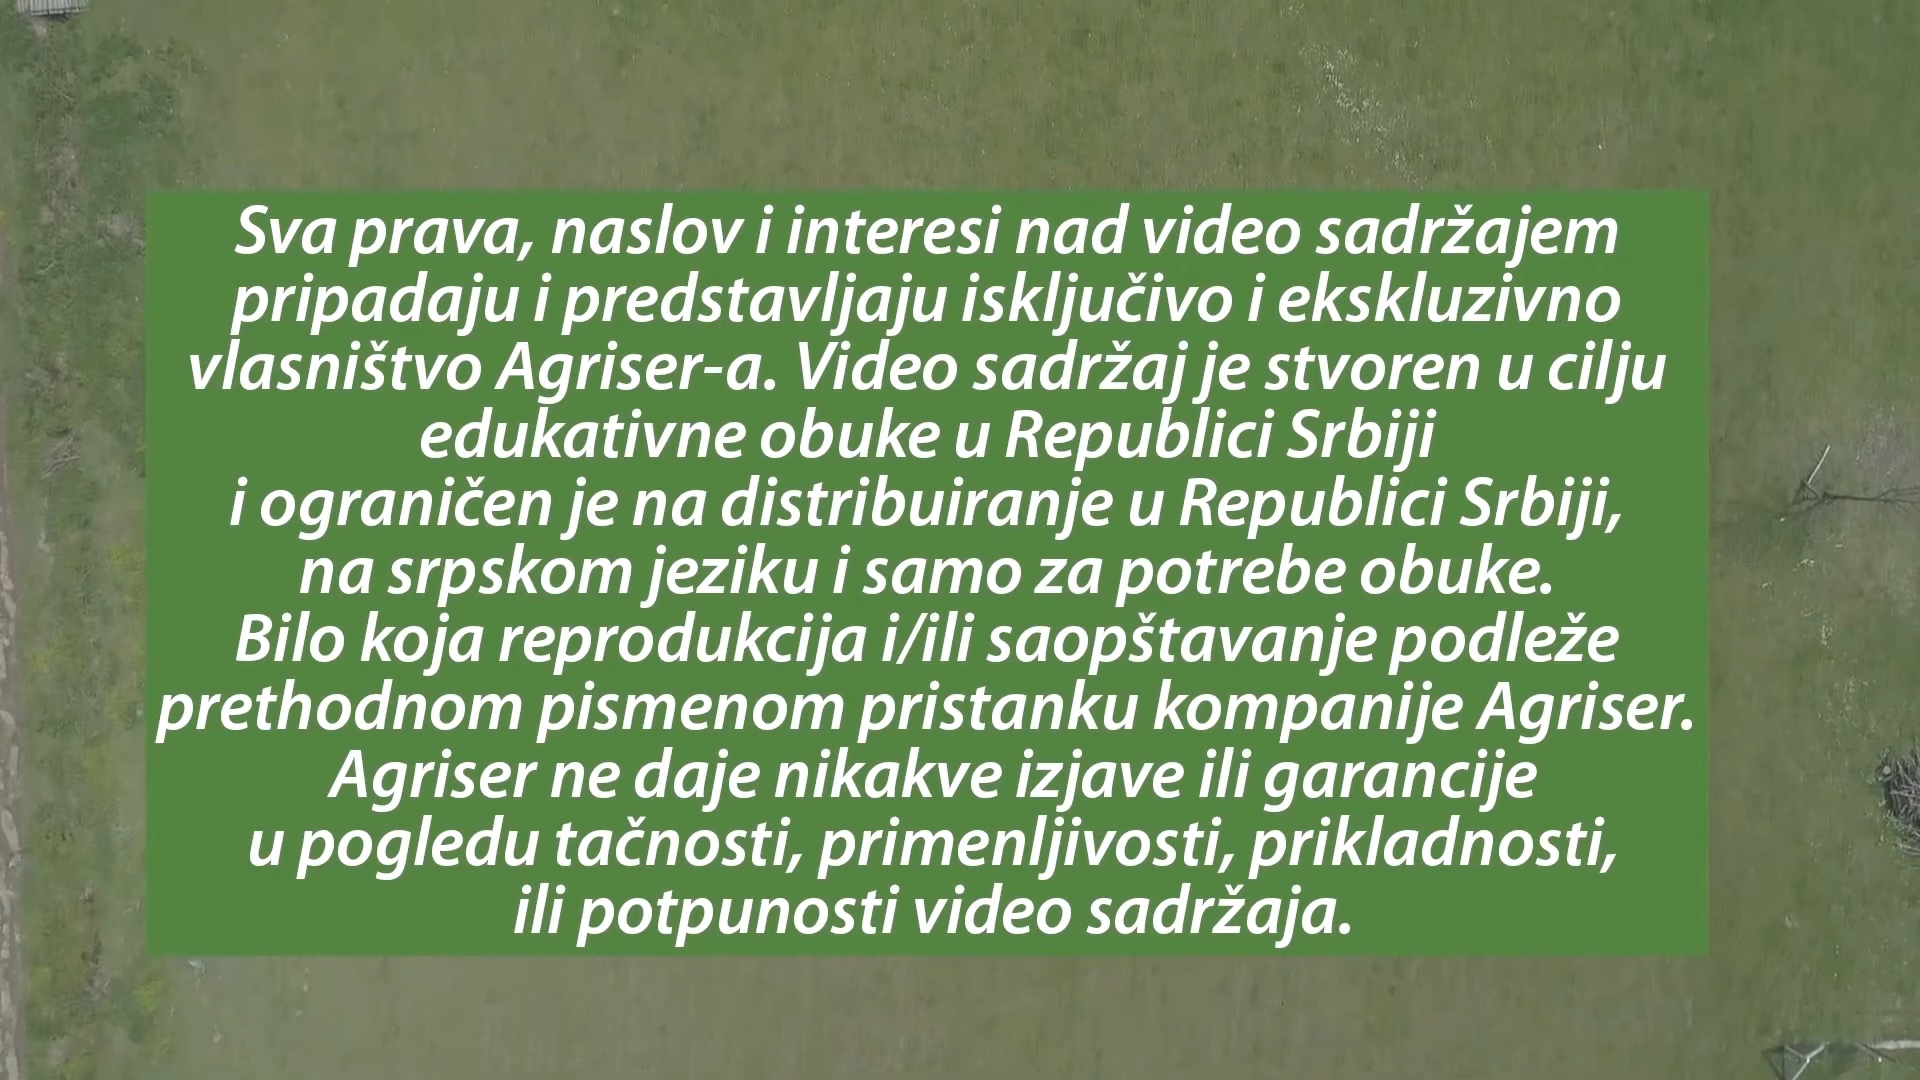 Sva prava, naslov i interesi nad video sadržajem
pripadaju i predstavljaju isključivo i ekskluzivno
vlasništvo Agriser-a. Video sadržaj je stvoren u cilju
edukativne obuke u Republici Srbiji
i ograničen je na distribuiranje u Republici Srbiji,
na srpskom jeziku i samo za potrebe obuke.
Bilo koja reprodukcija i/ili saopštavanje podleže
prethodnom pismenom pristanku kompanije Agriser.
Agriser ne daje nikakve izjave ili garancije
u pogledu tačnosti, primenljivosti, prikladnosti,
ili potpunosti video sadržaja.